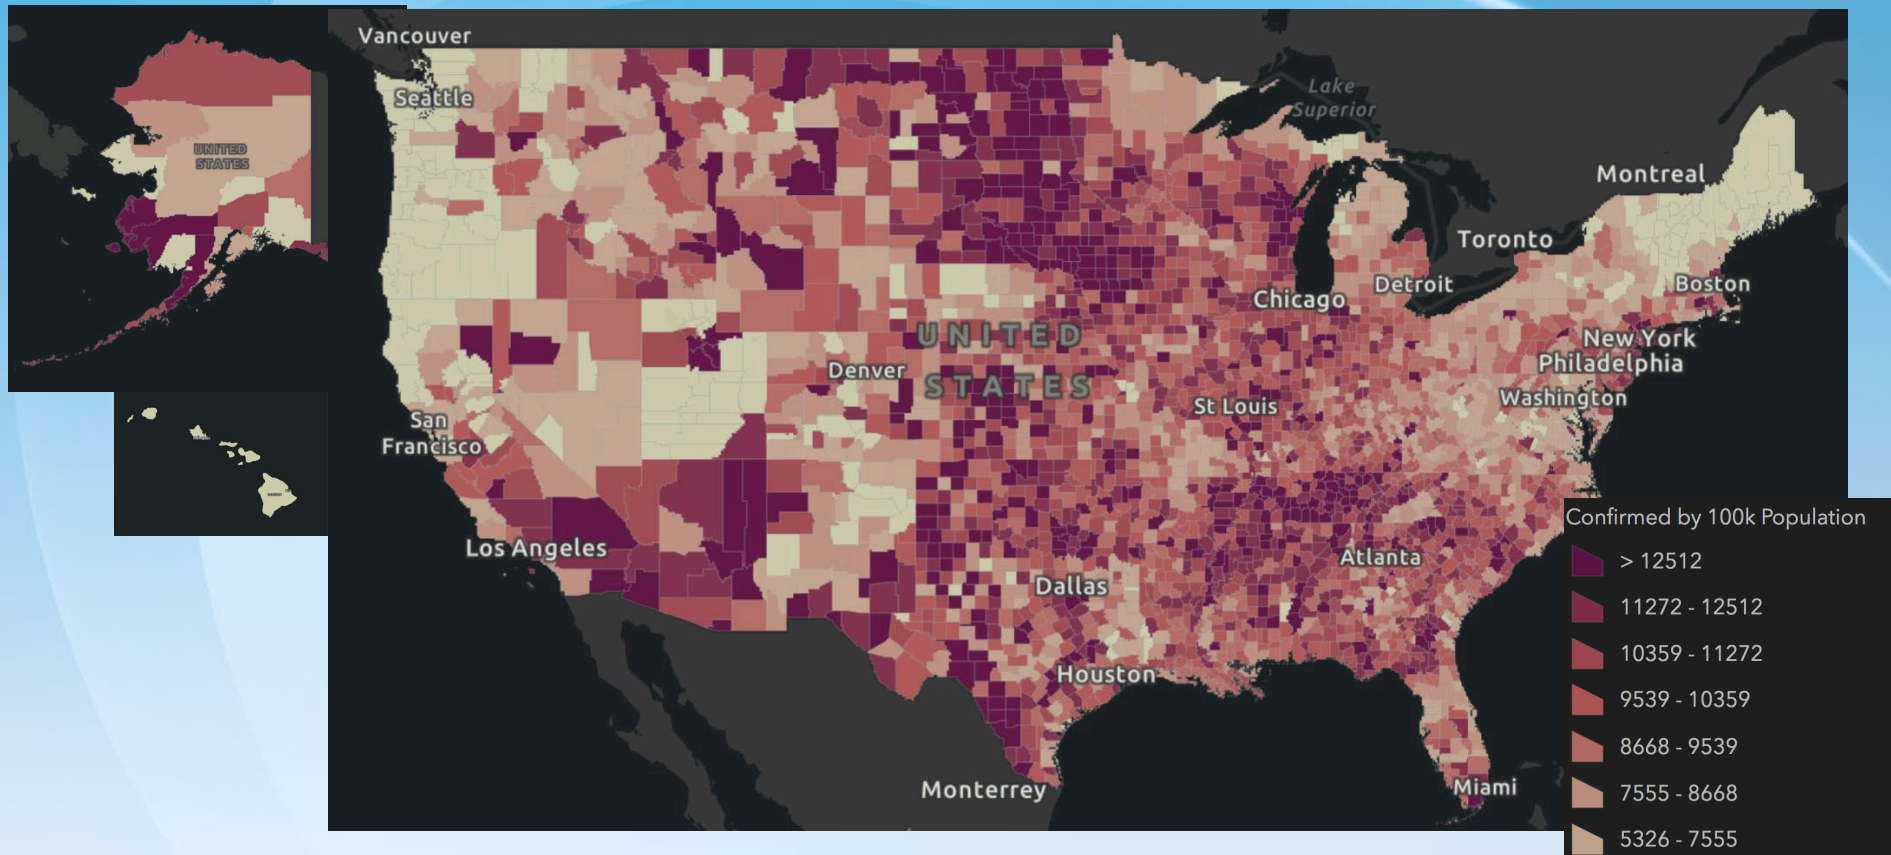 Vancouver
Seattle
Lake
Superior
UNITED
STATES
Montreal
Toronto
Boston
Detroit
Chicago
New York
UNITED
STATES
Philadelphia
Denver
Washington
St Louis
San
Francisco
Los Angeles
Atlanta
Dallas
Houston
Monterrey
Miami
Confirmed by 100k Population
> 12512
11272 - 12512
10359 - 11272
9539 - 10359
8668 - 9539
7555 - 8668
5326 - 7555